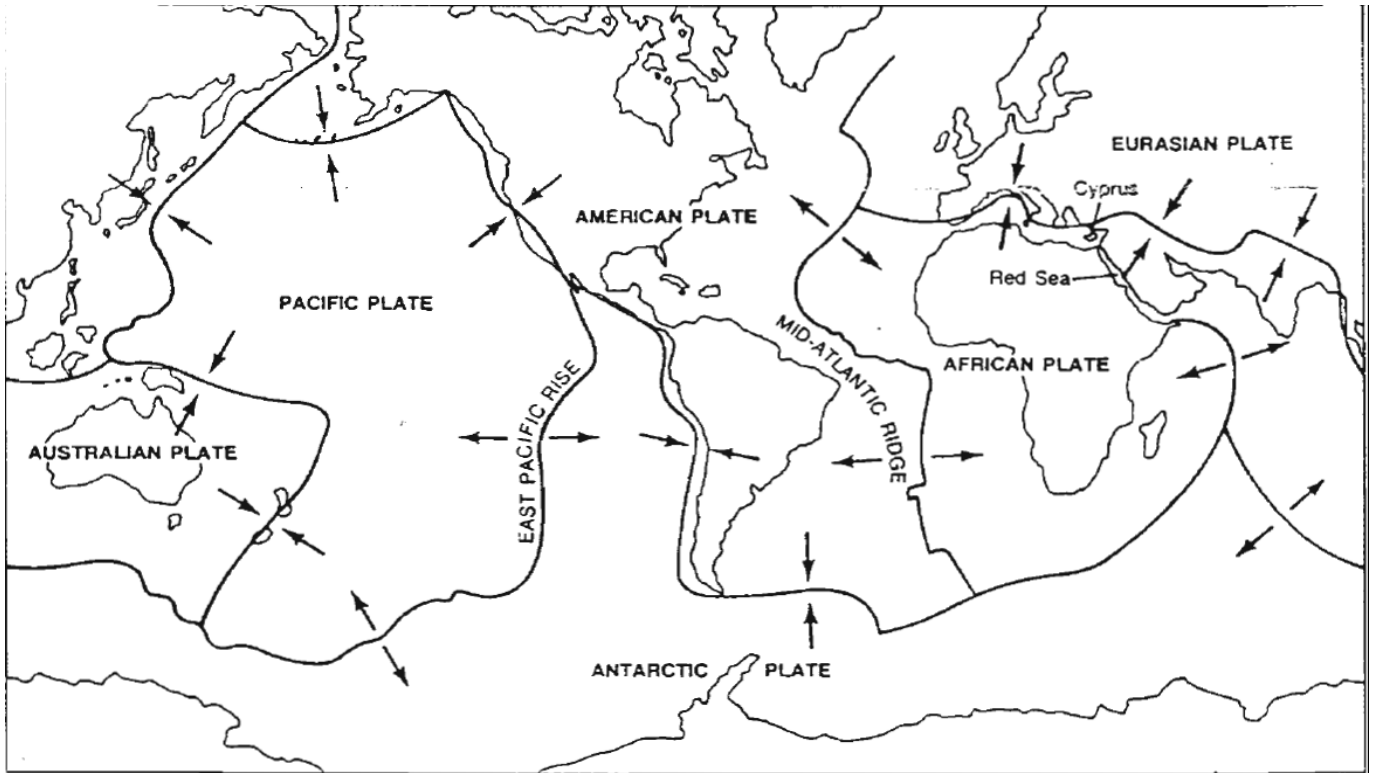 EURASIAN PLATE
Cyprus
AMERICAN PLATE
Red Sea
PACIFIC PLATE
MID-ATLANTIC RIDGE
AFRICAN PLATE
EAST PACIFIC RISE
AUSTRALIAN PLATE
ANTARCTIC PLATE